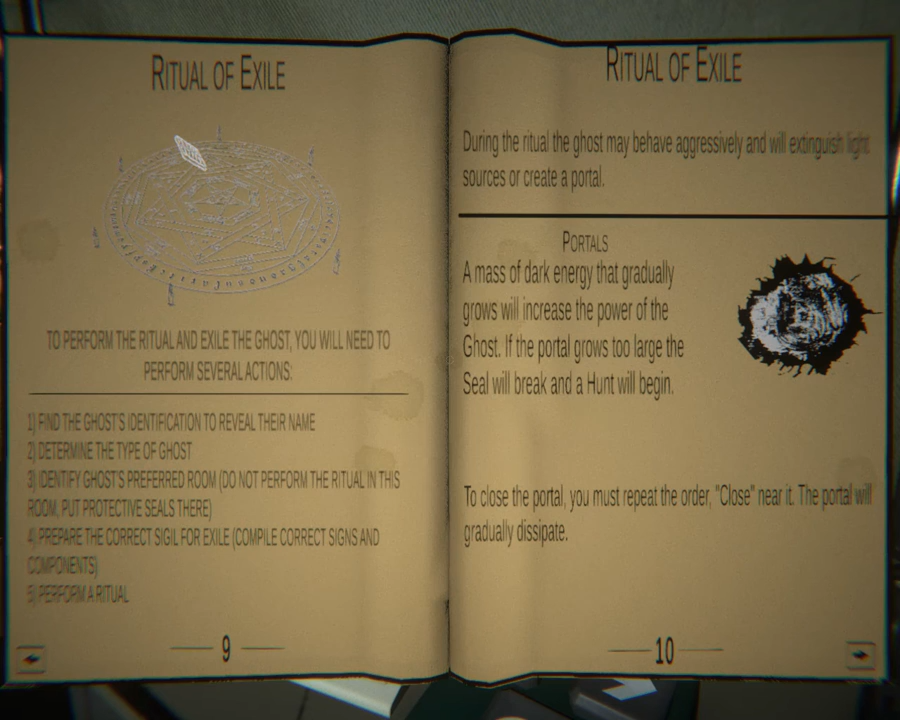 RITUAL OF EXILE
TO PERFORM THE RITUAL AND EXILE THE GHOST, YOU WILL NEED TO
PERFORM SEVERAL ACTIONS:
1) FIND THE GHOST'S IDENTIFICATION TO REVEAL THEIR NAME
2) DETERMINE THE TYPE OF GHOST
3) IDENTIFY GHOST'S PREFERRED ROOM (DO NOT PERFORM THE RITUAL IN THIS
ROOM, PUT PROTECTIVE SEALS THERE)
4) PREPARE THE CORRECT SIGIL FOR EXILE (COMPILE CORRECT SIGNS AND
COMPONENTS)
5) PERFORM A RITUAL
9
RITUAL OF EXILE
During the ritual the ghost may behave aggressively and will extinguish light
sources or create a portal.
PORTALS
A mass of dark energy that gradually
grows will increase the power of the
Ghost. If the portal grows too large the
Seal will break and a Hunt will begin.
To close the portal, you must repeat the order, "Close" near it. The portal will
gradually dissipate.
10